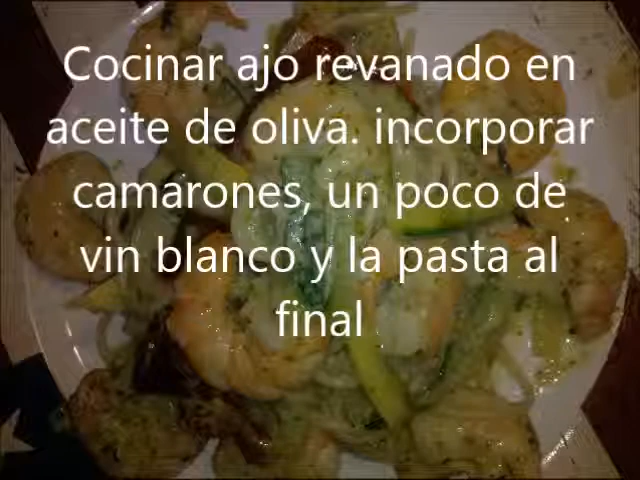 Cocinar ajo revanado en
aceite de oliva. incorporar
camarones, un poco de
vin blanco y la pasta al
final